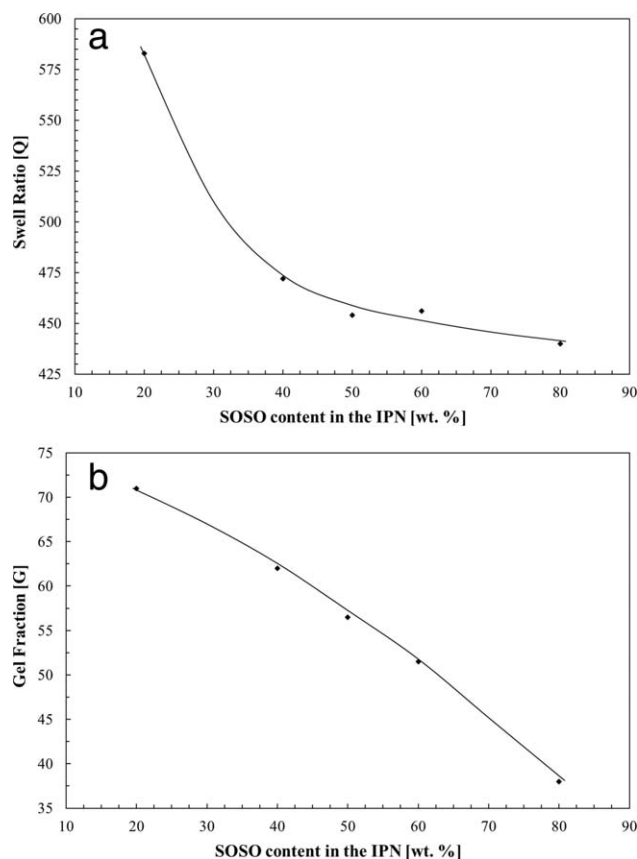 a
600
575
550
525
500
475
450
425
Swell Ratio [Q]
10 20 30 40 50 60 70 80 90
SOSO content in the IPN [wt. %]
b
75
70
65
60
55
50
45
40
35
Gel Fraction [G]
10 20 30 40 50 60 70 80 90
SOSO content in the IPN [wt. %]